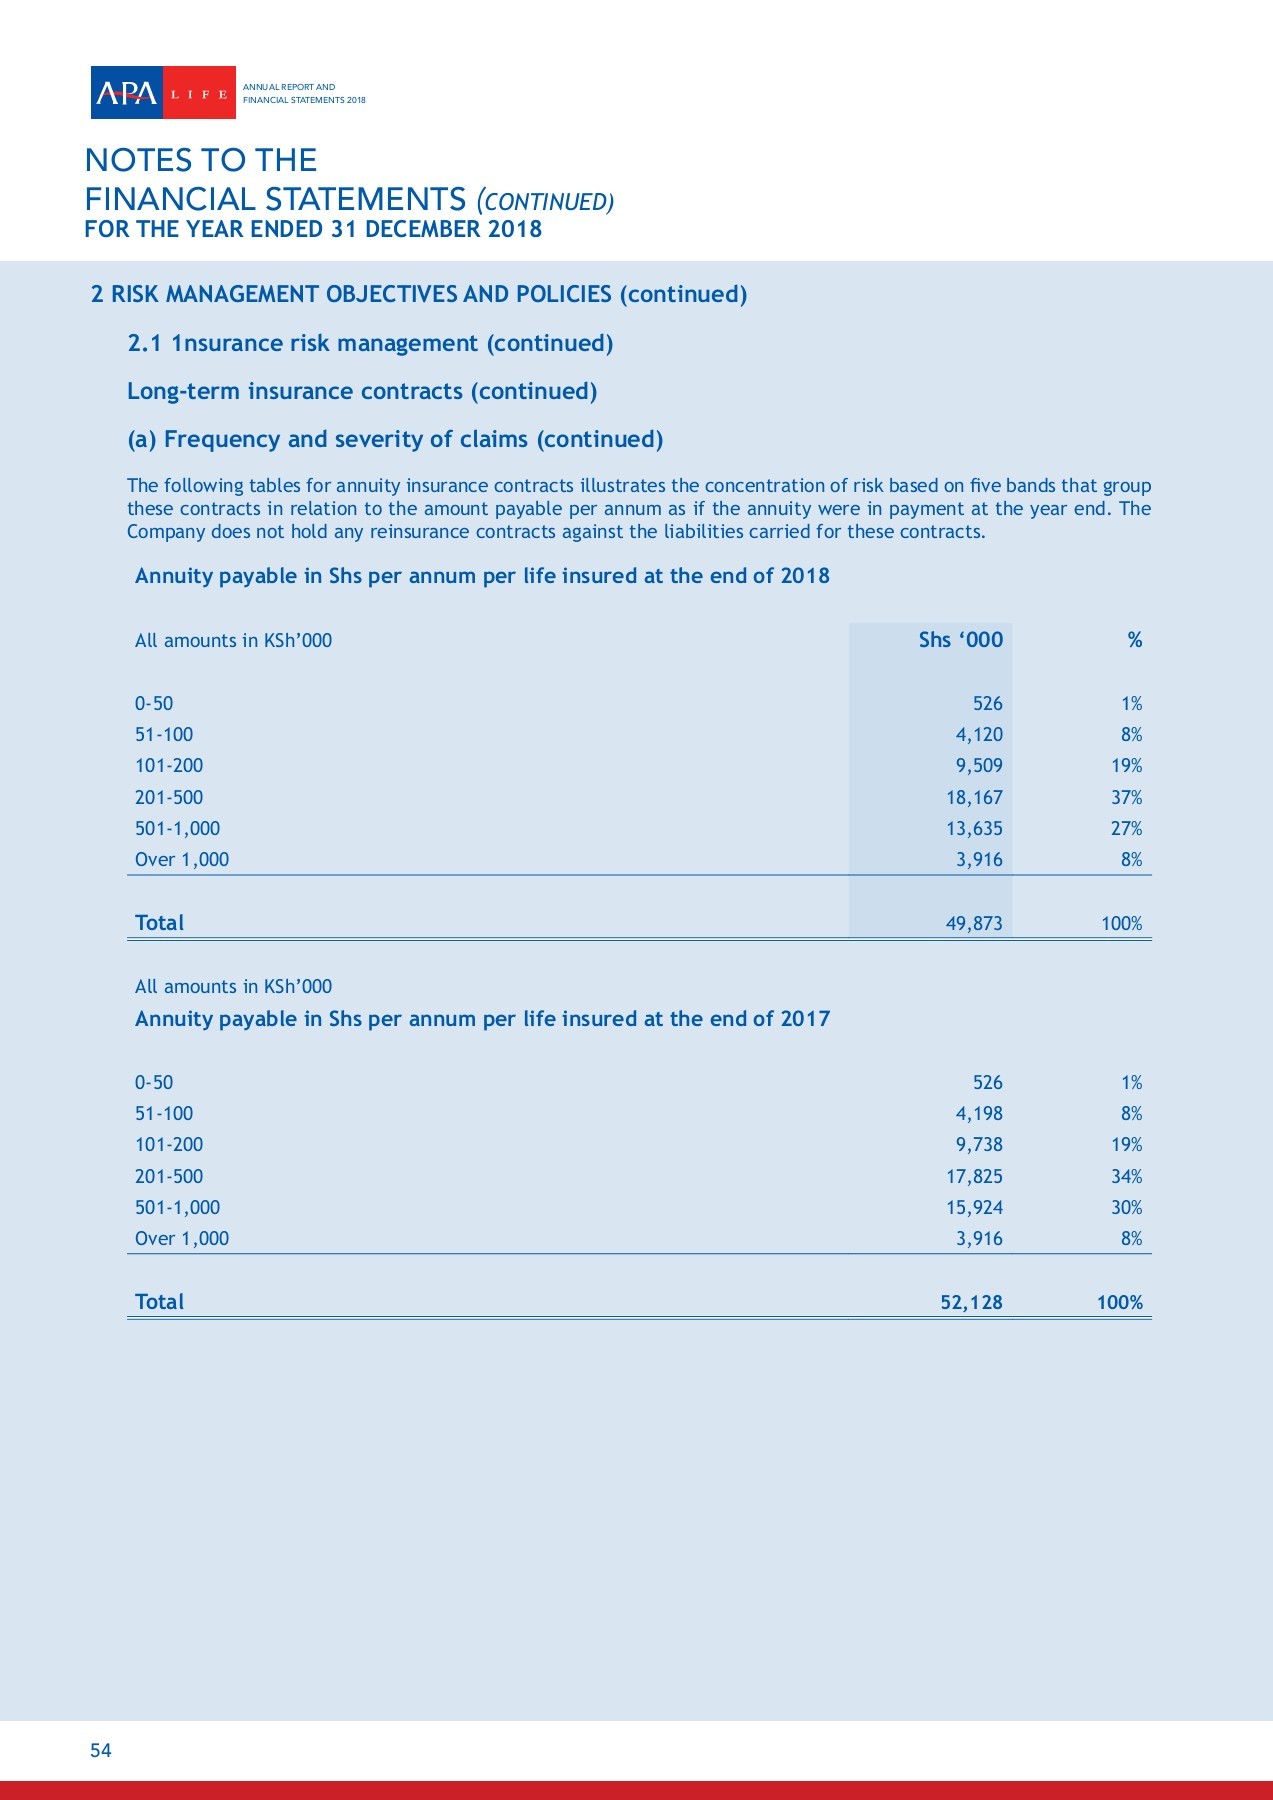 APA LIFE
ANNUAL REPORT AND
FINANCIAL STATEMENTS 2018
NOTES TO THE
FINANCIAL STATEMENTS (CONTINUED)
FOR THE YEAR ENDED 31 DECEMBER 2018
2 RISK MANAGEMENT OBJECTIVES AND POLICIES (continued)
2.1 1nsurance risk management (continued)
Long-term insurance contracts (continued)
(a) Frequency and severity of claims (continued)
The following tables for annuity insurance contracts illustrates the concentration of risk based on five bands that group
these contracts in relation to the amount payable per annum as if the annuity were in payment at the year end. The
Company does not hold any reinsurance contracts against the liabilities carried for these contracts.
Annuity payable in Shs per annum per life insured at the end of 2018
All amounts in KSh’000 Shs ‘000 %
0-50 526 1%
51-100 4,120 8%
101-200 9,509 19%
201-500 18,167 37%
501-1,000 13,635 27%
Over 1,000 3,916 8%
Total 49,873 100%
All amounts in KSh’000
Annuity payable in Shs per annum per life insured at the end of 2017
0-50 526 1%
51-100 4,198 8%
101-200 9,738 19%
201-500 17,825 34%
501-1,000 15,924 30%
Over 1,000 3,916 8%
Total 52,128 100%
54